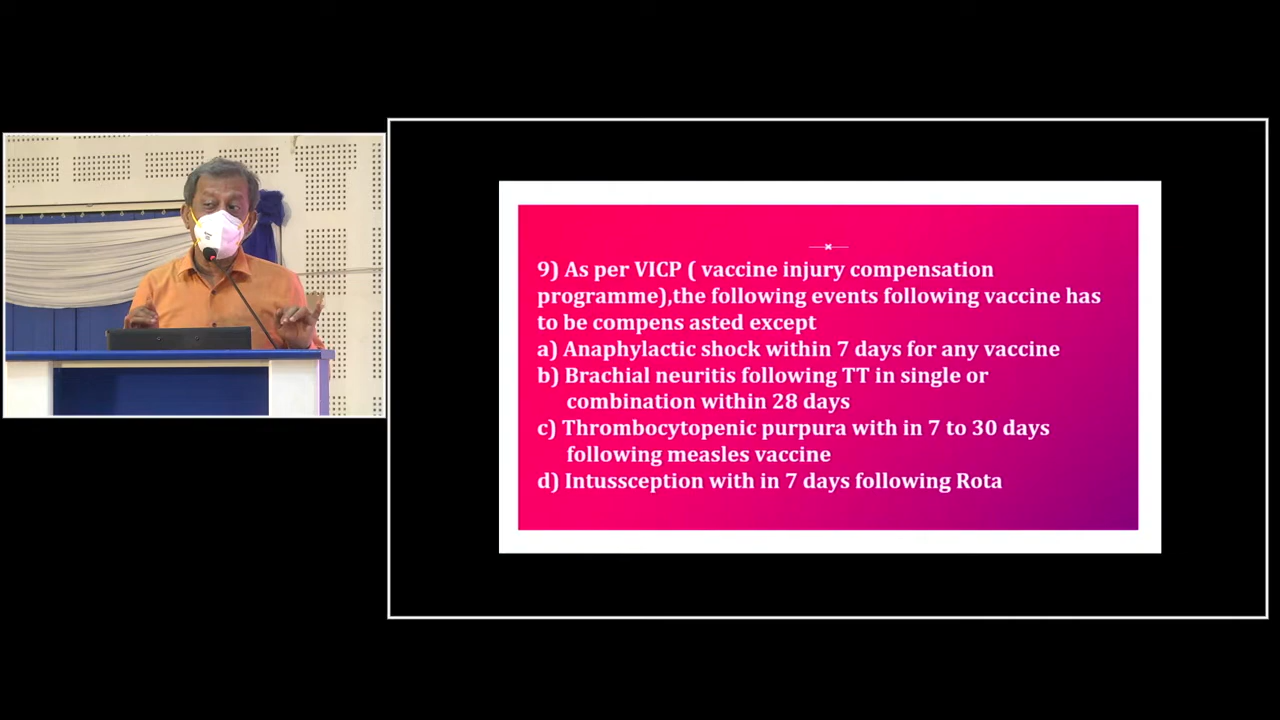 9) As per VICP ( vaccine injury compensation
programme),the following events following vaccine has
to be compens asted except
a) Anaphylactic shock within 7 days for any vaccine
b) Brachial neuritis following TT in single or
combination within 28 days
c) Thrombocytopenic purpura with in 7 to 30 days
following measles vaccine
d) Intussception with in 7 days following Rota